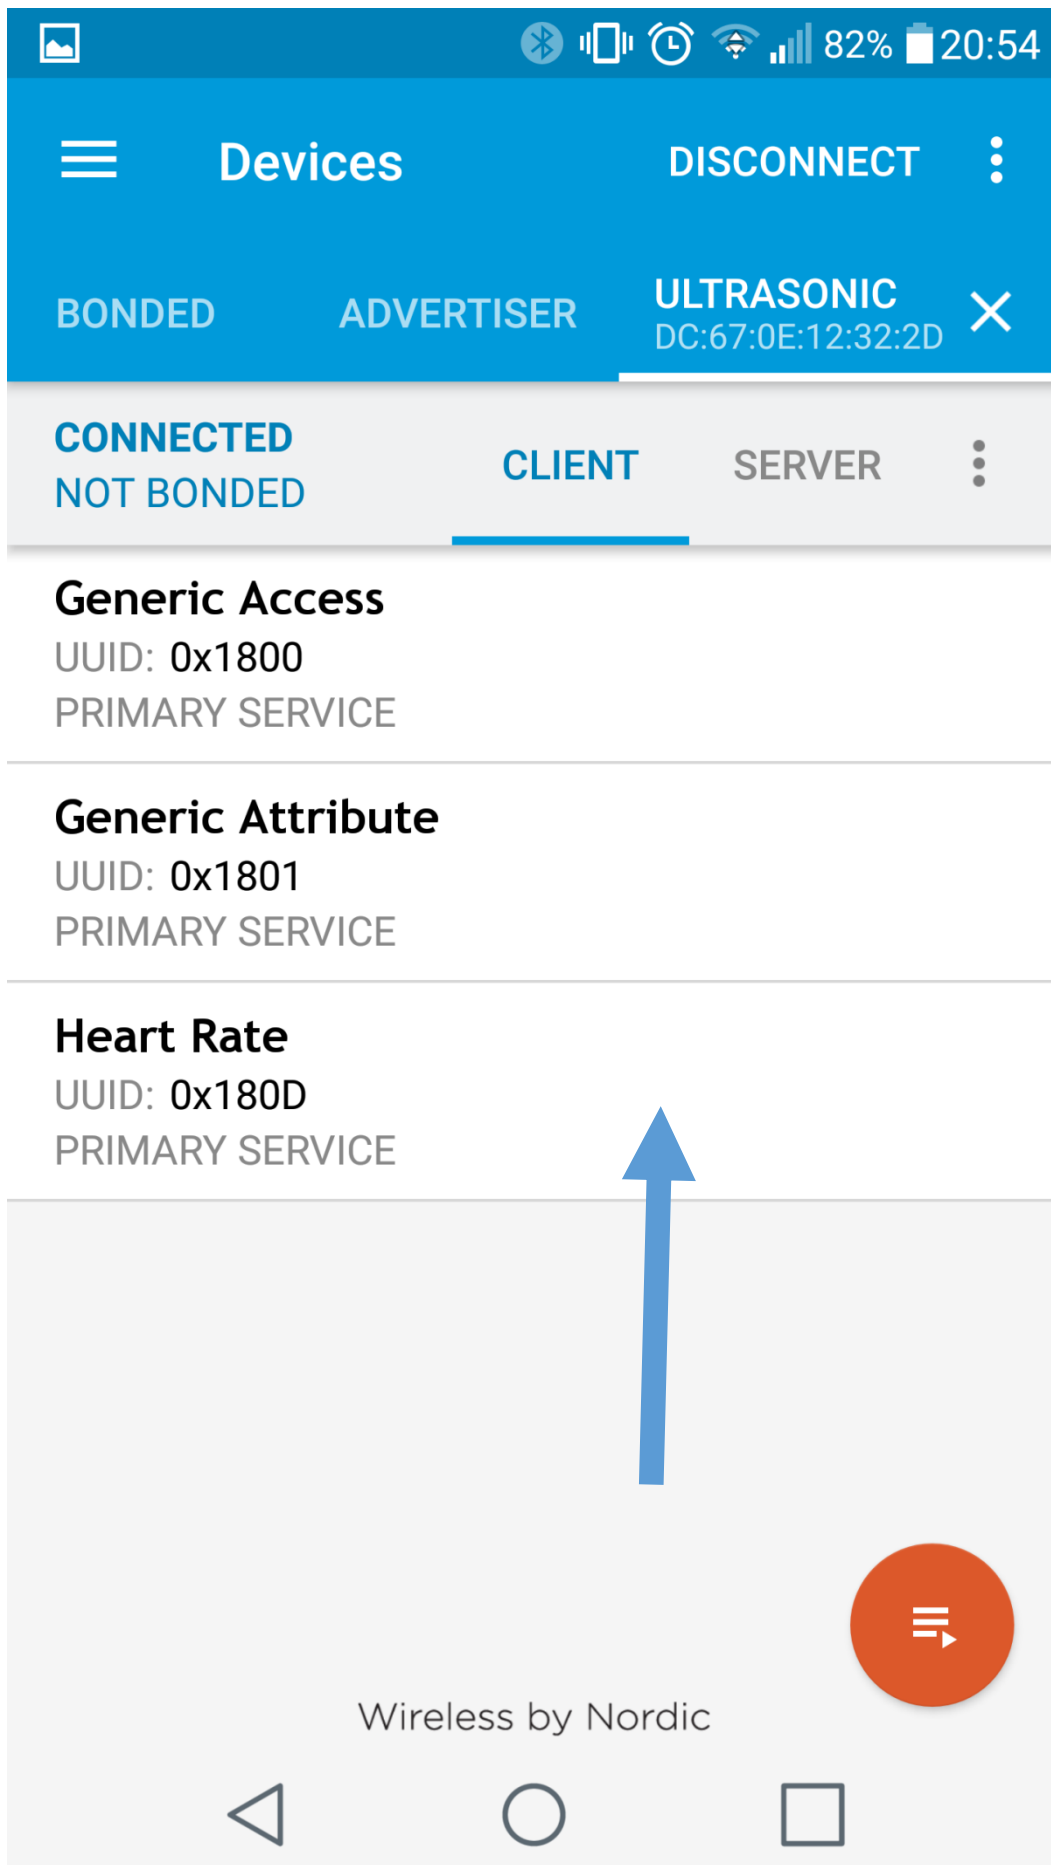 82% 20:54
Devices DISCONNECT
BONDED ADVERTISER ULTRASONIC
DC:67:0E:12:32:2D
CONNECTED
NOT BONDED
CLIENT SERVER
Generic Access
UUID: 0x1800
PRIMARY SERVICE
Generic Attribute
UUID: 0x1801
PRIMARY SERVICE
Heart Rate
UUID: 0x180D
PRIMARY SERVICE
Wireless by Nordic